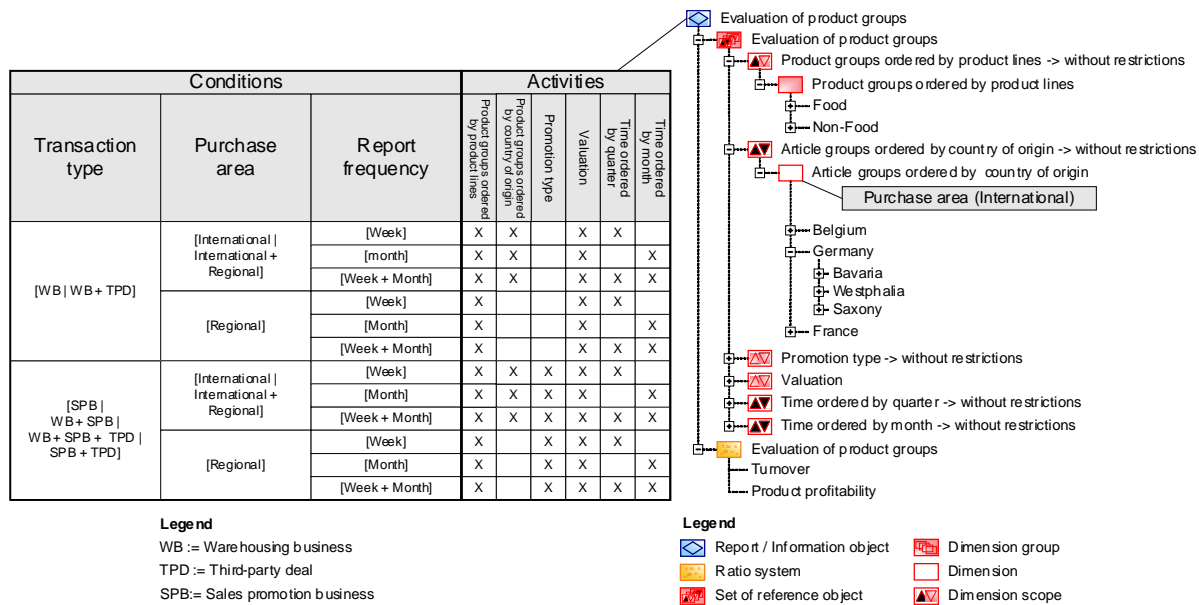 Conditions
Activities
Transaction type
Purchase area
Report frequency
Product groups ordered by product lines
Product groups ordered by country of origin
Promotion type
Valuation
Time ordered by quarter
Time ordered by month
[WB | WB + TPD]
[International | International + Regional]
[Week] X X X X
[month] X X X X
[Week + Month] X X X X X
[Regional]
[Week] X X X
[Month] X X X
[Week + Month] X X X X
[SPB | WB + SPB | WB + SPB + TPD | SPB + TPD]
[International | International + Regional]
[Week] X X X X X
[Month] X X X X X
[Week + Month] X X X X X X
[Regional]
[Week] X X X X
[Month] X X X X
[Week + Month] X X X X X
Legend
WB := Warehousing business
TPD := Third-party deal
SPB:= Sales promotion business
Evaluation of product groups
Evaluation of product groups
Product groups ordered by product lines -> without restrictions
Product groups ordered by product lines
Food
Non-Food
Article groups ordered by country of origin -> without restrictions
Article groups ordered by country of origin
Purchase area (International)
Belgium
Germany
Bavaria
Westphalia
Saxony
France
Promotion type -> without restrictions
Valuation
Time ordered by quarter -> without restrictions
Time ordered by month -> without restrictions
Evaluation of product groups
Turnover
Product profitability
Legend
Report / Information object
Ratio system
Set of reference object
Dimension group
Dimension
Dimension scope